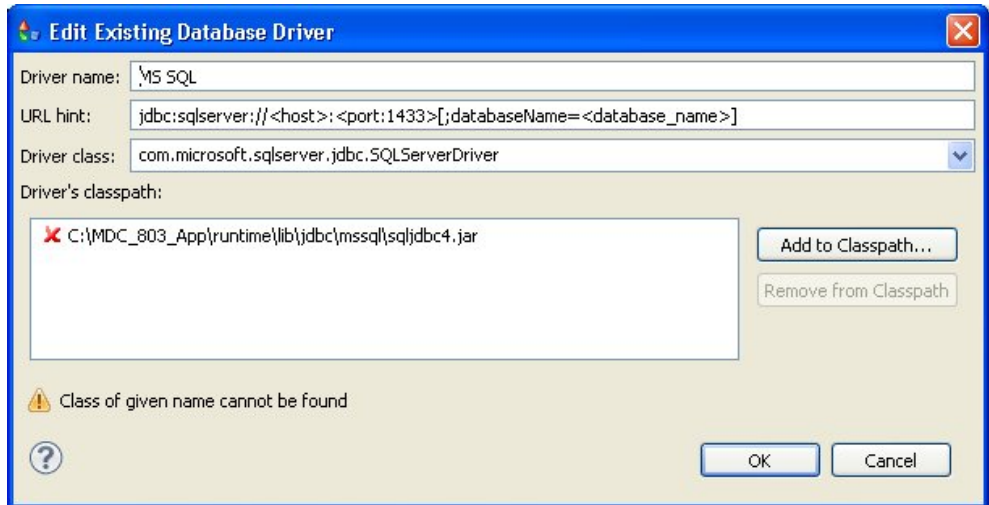 Edit Existing Database Driver
Driver name: MS SQL
URL hint: jdbc:sqlserver://<host>:<port:1433>[;databaseName=<database_name>]
Driver class: com.microsoft.sqlserver.jdbc.SQLServerDriver
Driver's classpath:
C:\MDC_803_App\runtime\lib\jdbc\mssql\sqljdbc4.jar
Add to Classpath...
Remove from Classpath
Class of given name cannot be found
?
OK Cancel